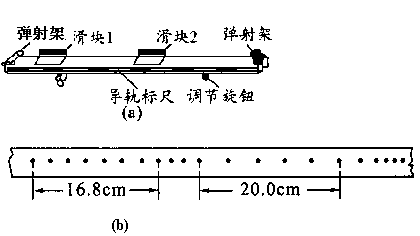 弹射架 滑块1 滑块2 弹射架
导轨标尺 调节旋钮
(a)
16.8cm 20.0cm
(b)